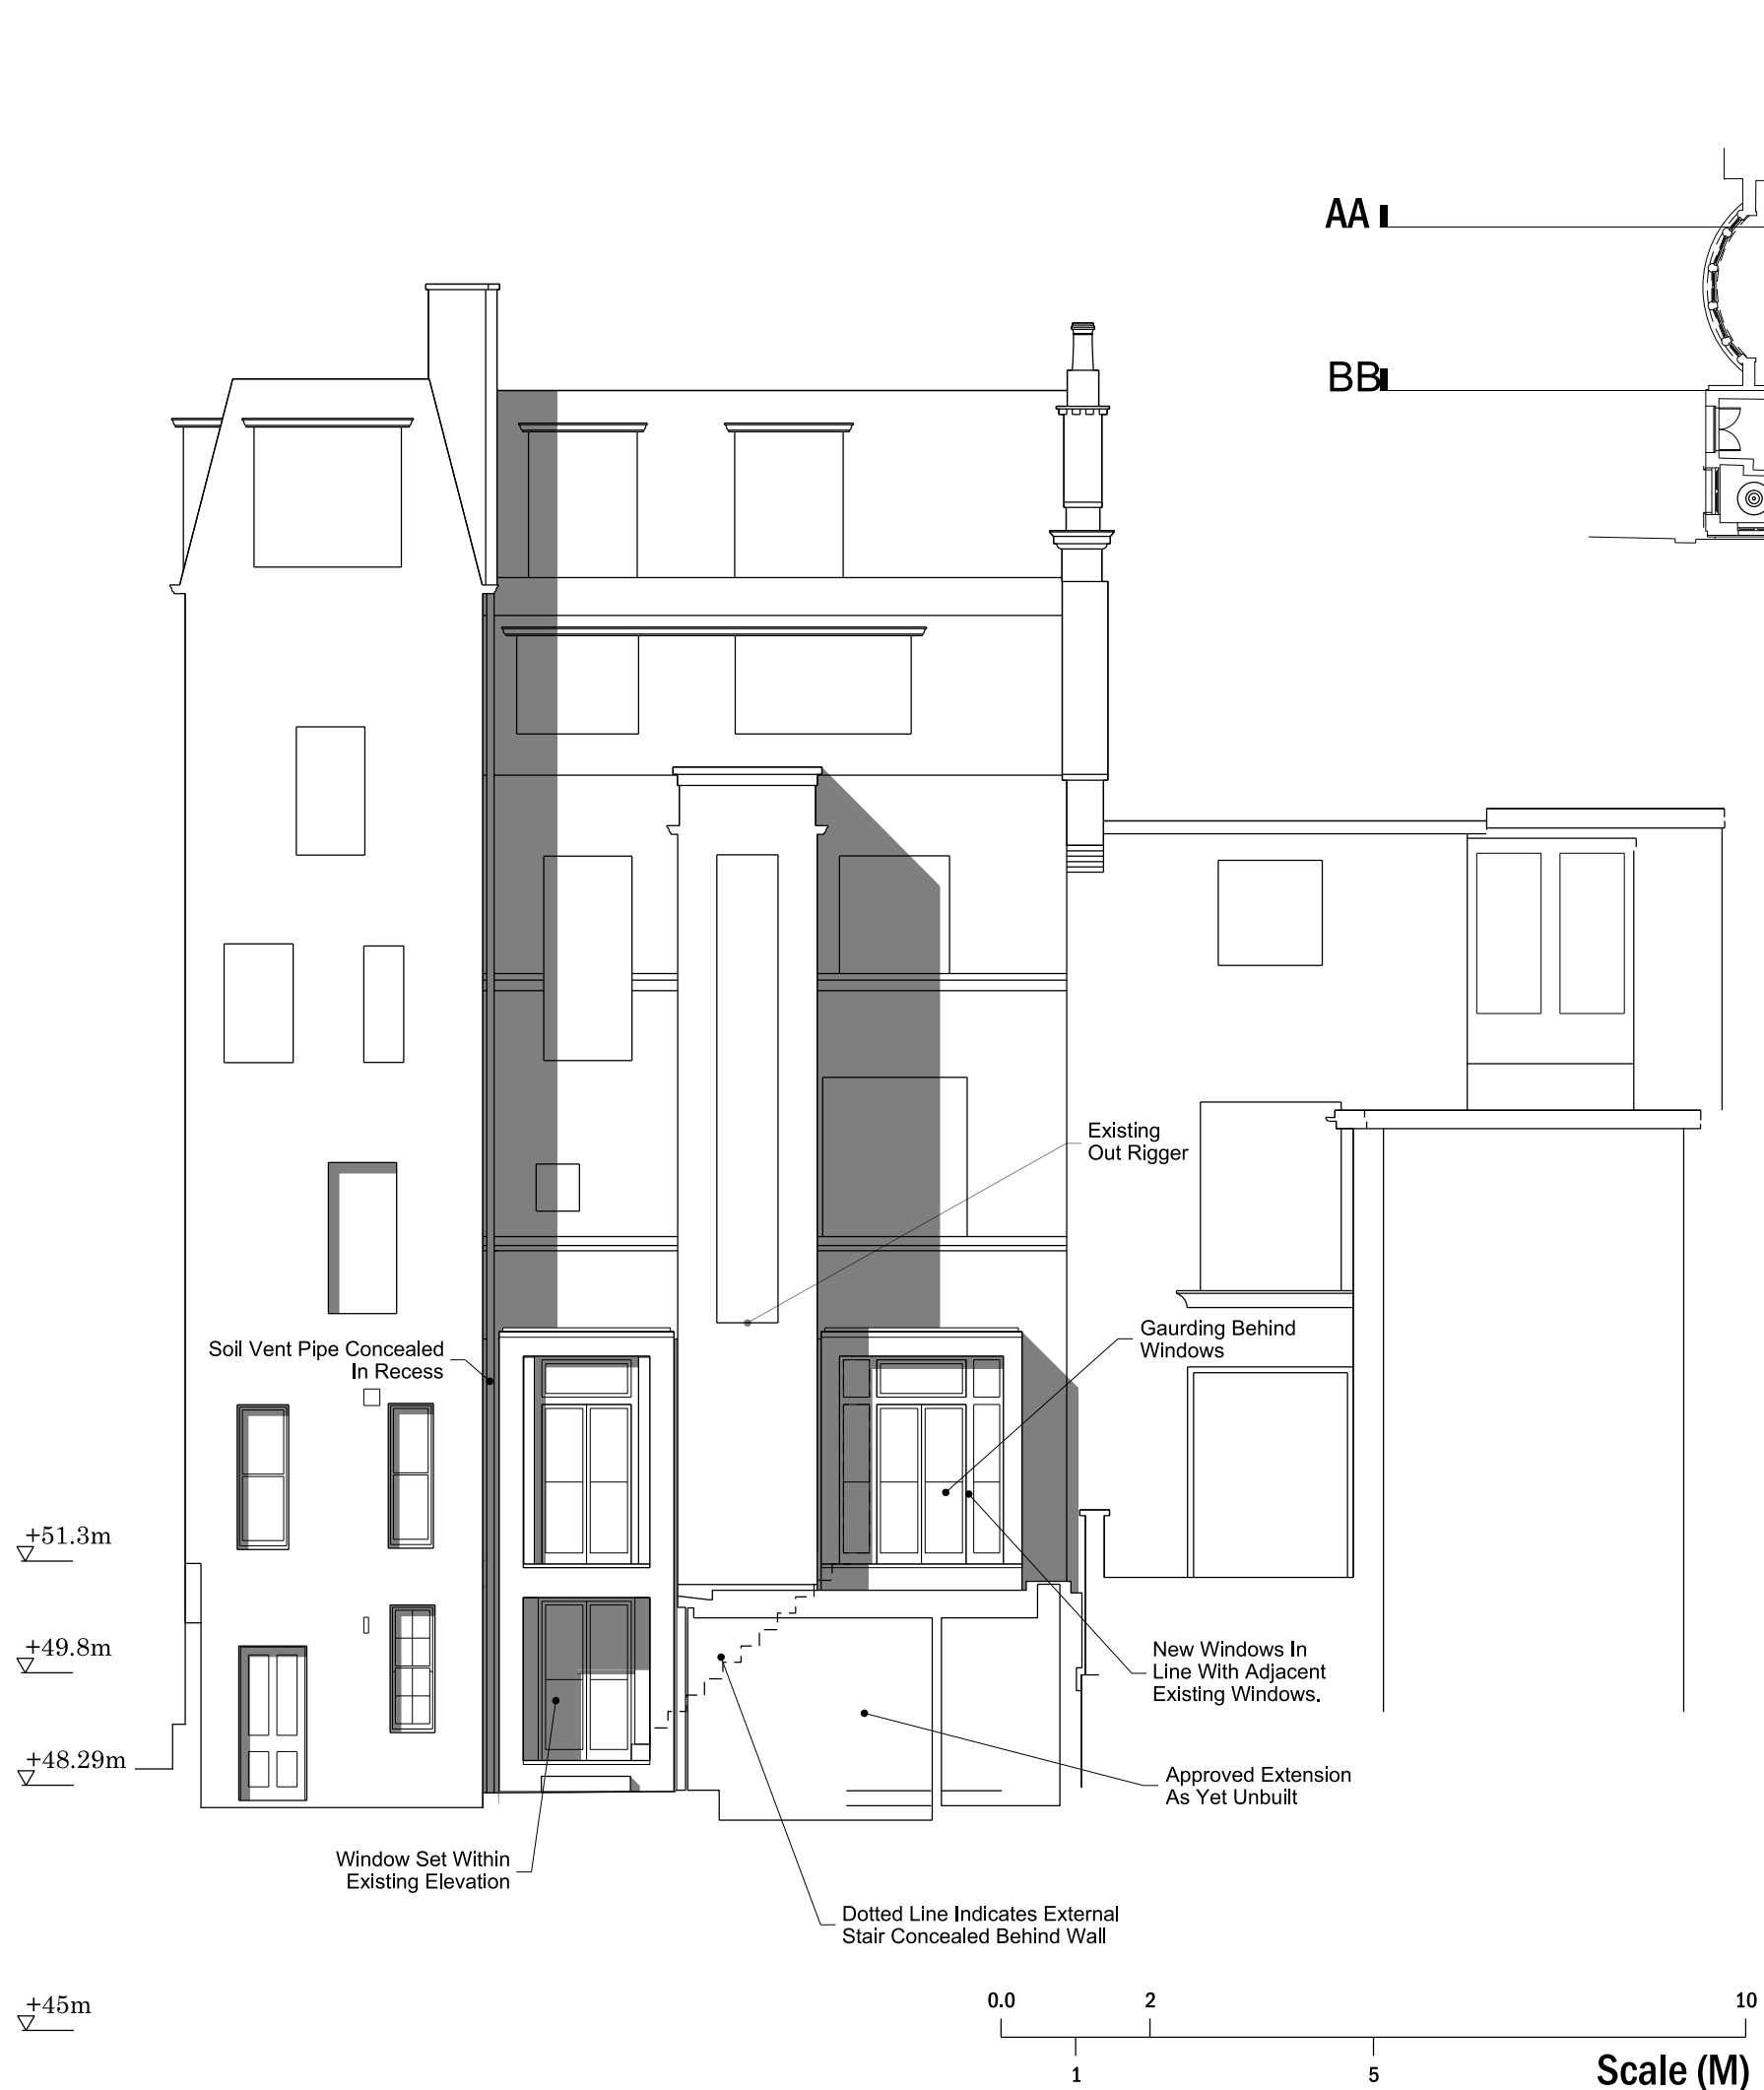 AA
BB
Existing
Out Rigger
Gaurding Behind
Windows
Soil Vent Pipe Concealed
In Recess
+51.3m
+49.8m
+48.29m
New Windows In
Line With Adjacent
Existing Windows.
Approved Extension
As Yet Unbuilt
Window Set Within
Existing Elevation
Dotted Line Indicates External
Stair Concealed Behind Wall
+45m
0.0
2
10
1
5
Scale (M)